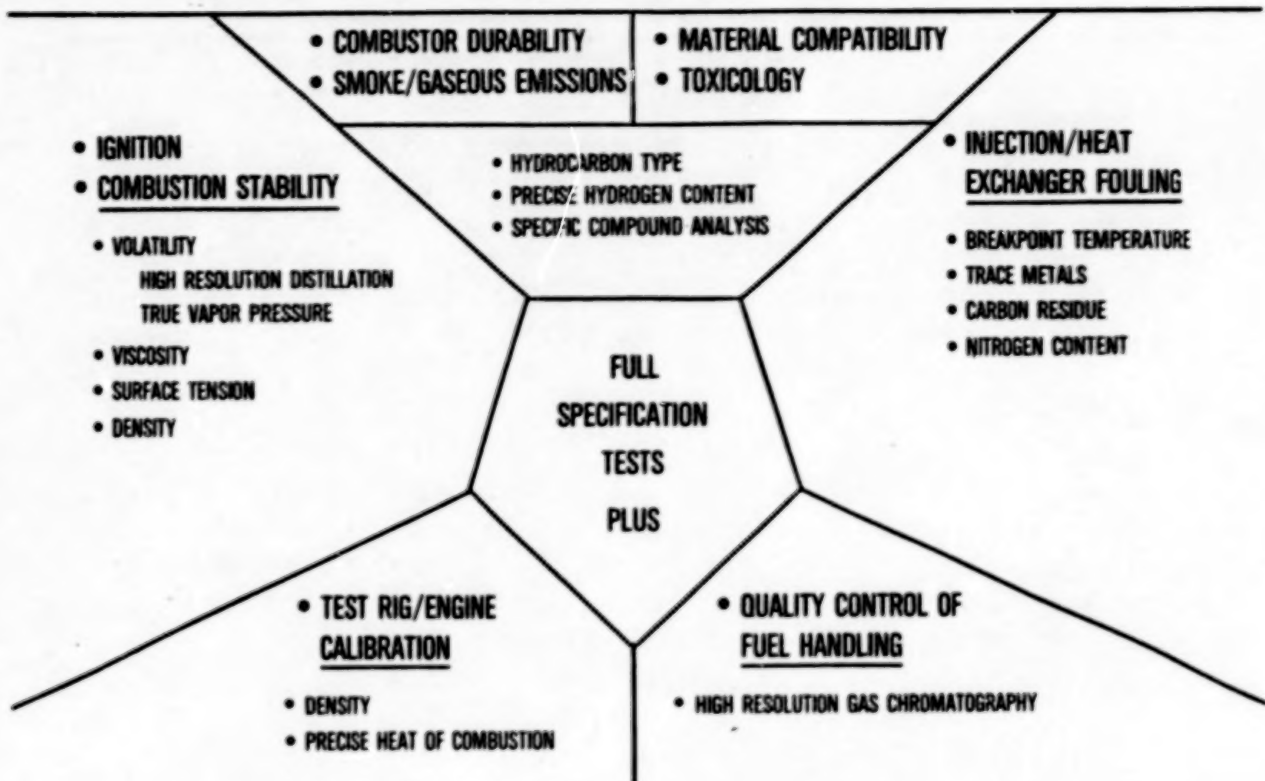 • COMBUSTOR DURABILITY
• SMOKE/GASEOUS EMISSIONS
• MATERIAL COMPATIBILITY
• TOXICOLOGY
• HYDROCARBON TYPE
• PRECISE HYDROGEN CONTENT
• SPECIFIC COMPOUND ANALYSIS
• IGNITION
• COMBUSTION STABILITY
• VOLATILITY
HIGH RESOLUTION DISTILLATION
TRUE VAPOR PRESSURE
• VISCOSITY
• SURFACE TENSION
• DENSITY
• INJECTION/HEAT
EXCHANGER FOULING
• BREAKPOINT TEMPERATURE
• TRACE METALS
• CARBON RESIDUE
• NITROGEN CONTENT
FULL
SPECIFICATION
TESTS
PLUS
• TEST RIG/ENGINE
CALIBRATION
• DENSITY
• PRECISE HEAT OF COMBUSTION
• QUALITY CONTROL OF
FUEL HANDLING
• HIGH RESOLUTION GAS CHROMATOGRAPHY